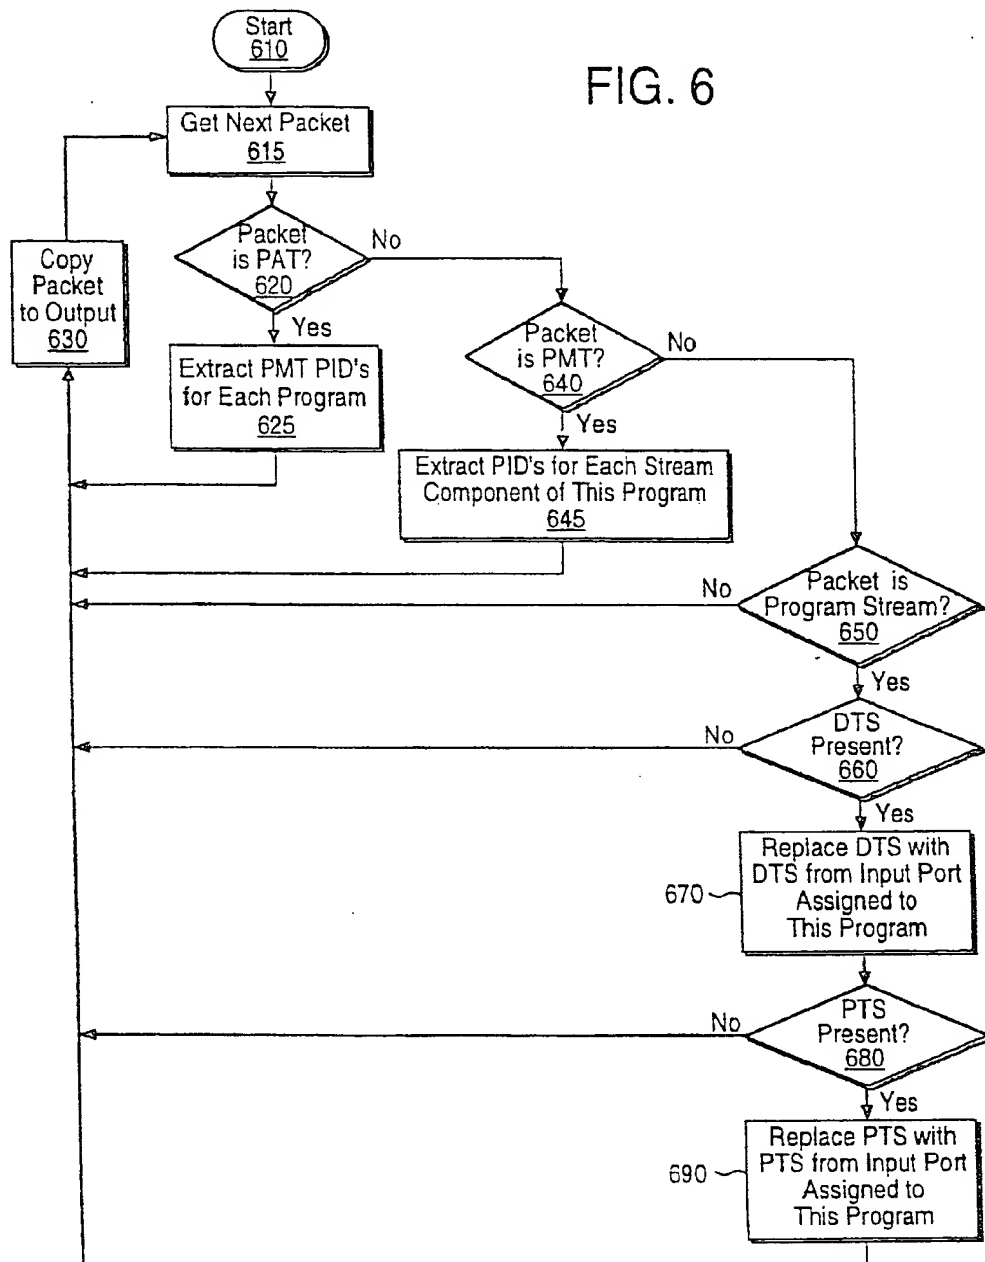 Start
610
FIG. 6
Get Next Packet
615
Copy
Packet
to Output
630
Packet
is PAT?
620
No
Yes
Extract PMT PID's
for Each Program
625
Packet
is PMT?
640
No
Yes
Extract PID's for Each Stream
Component of This Program
645
Packet is
Program Stream?
650
No
Yes
DTS
Present?
660
No
Yes
Replace DTS with
DTS from Input Port
Assigned to
This Program
670
PTS
Present?
680
No
Yes
Replace PTS with
PTS from Input Port
Assigned to
This Program
690